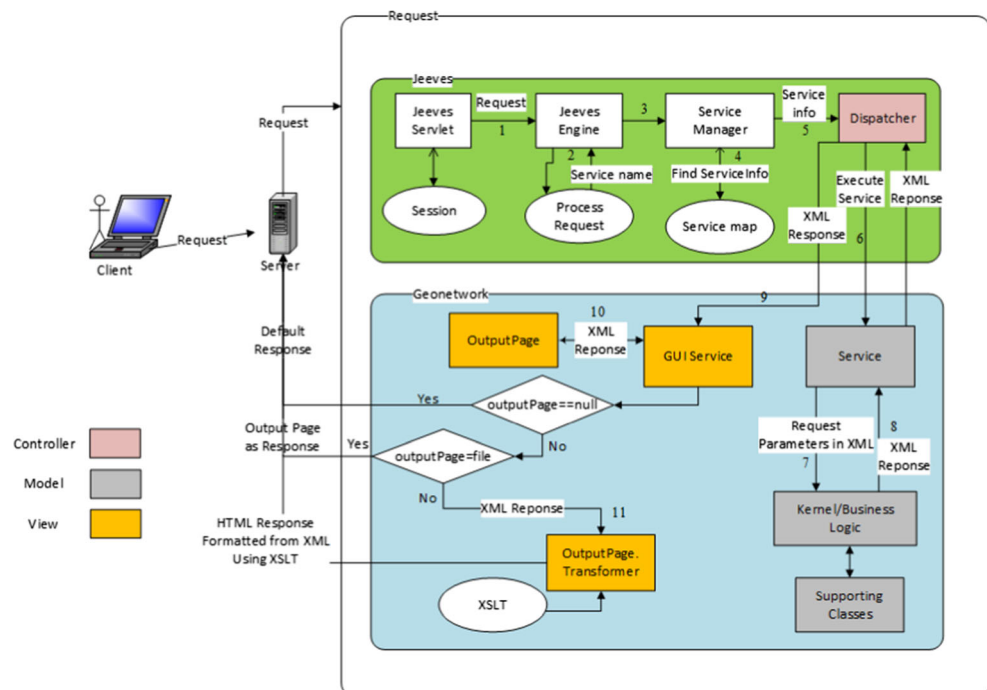 Request
Jeeves
Jeeves
Servlet
Request
1
Jeeves
Engine
3
Service
Manager
Service
info
5
Dispatcher
2
Service name
4
Find ServiceInfo
Session
Process
Request
Service map
XML
Response
Execute
Service
6
XML
Reponse
Request
Request
Client
Server
Geonetwork
9
10
OutputPage
XML
Reponse
GUI Service
Service
Default
Response
Yes
outputPage==null
No
Output Page
as Response
Yes
outputPage=file
No
Request
Parameters in XML
7
8
XML
Reponse
XML Reponse
11
Kernel/Business
Logic
HTML Response
Formatted from XML
Using XSLT
OutputPage.
Transformer
XSLT
Supporting
Classes
Controller
Model
View